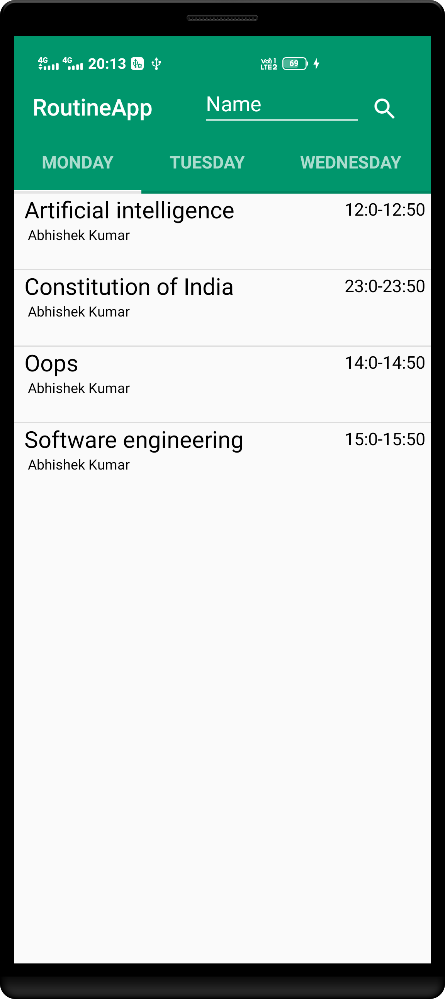 4G 4G 20:13 Vo)) 1 LTE 2 69
RoutineApp Name
MONDAY TUESDAY WEDNESDAY
Artificial intelligence 12:0-12:50
Abhishek Kumar
Constitution of India 23:0-23:50
Abhishek Kumar
Oops 14:0-14:50
Abhishek Kumar
Software engineering 15:0-15:50
Abhishek Kumar